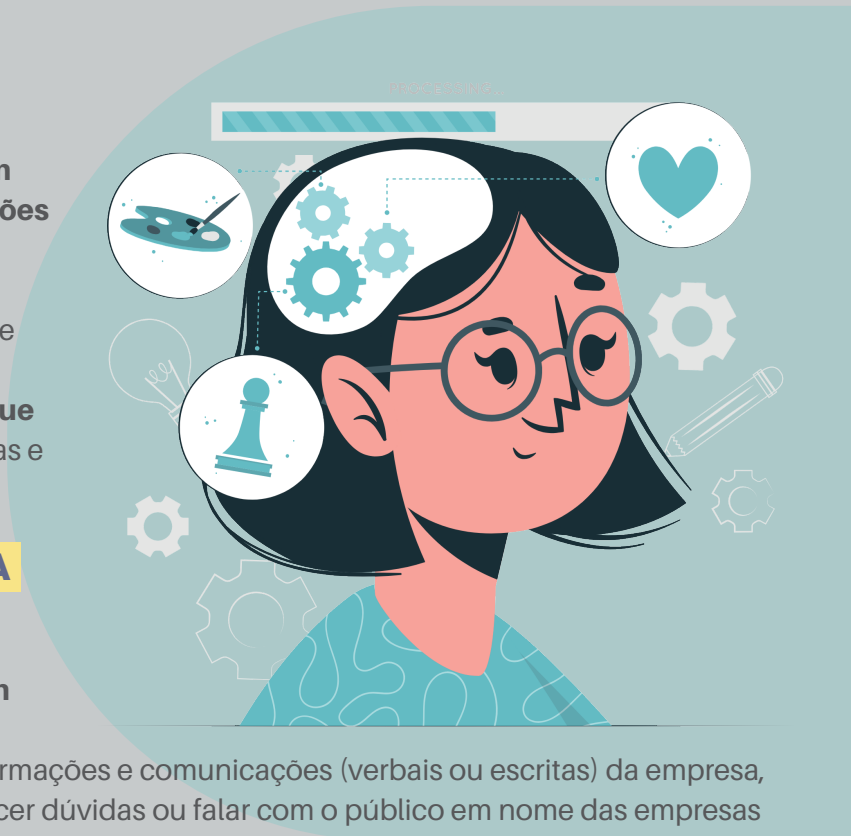 PROCESSING...
m
ões
e
ue
as e
A
m
rmações e comunicações (verbais ou escritas) da empresa,
cer dúvidas ou falar com o público em nome das empresas